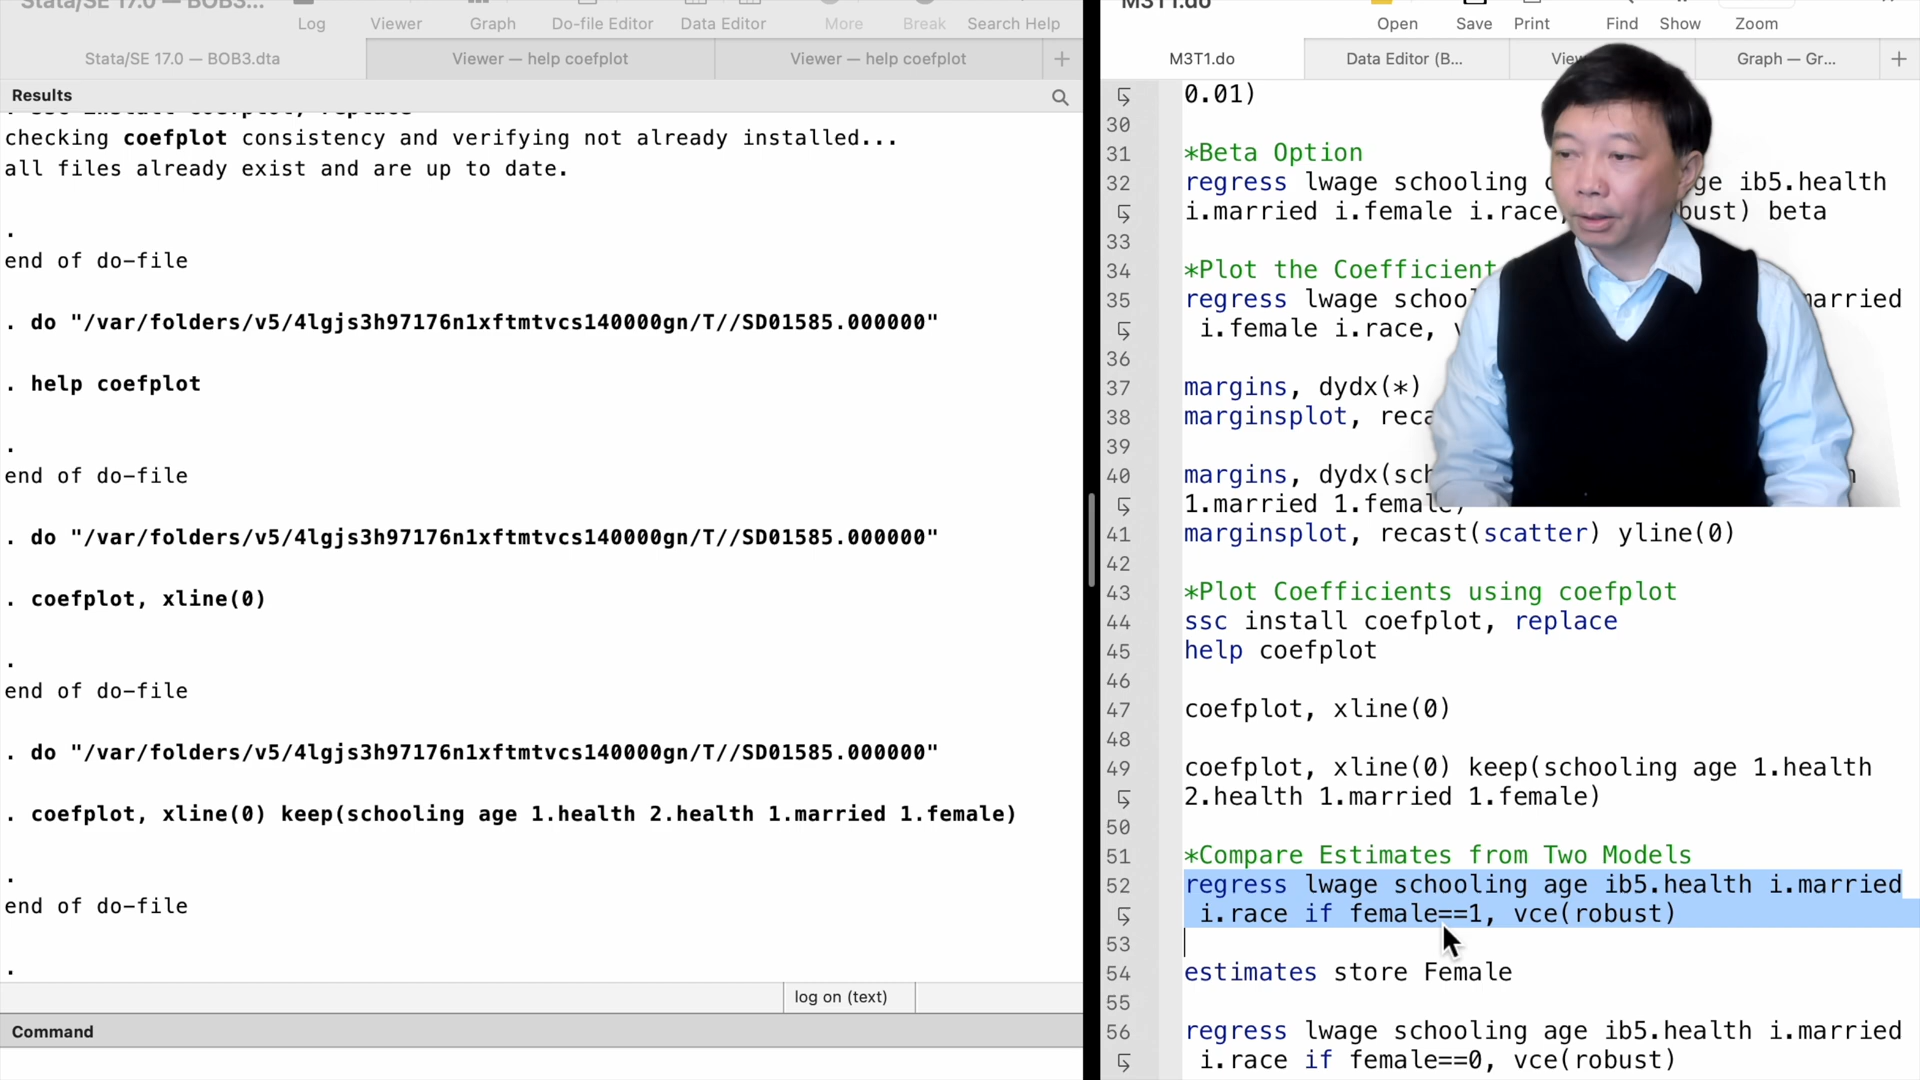 Stata/SE 17.0 — BOB3...
Log
Viewer
Graph
Do-file Editor
Data Editor
More
Break
Search Help
Stata/SE 17.0 — BOB3.dta
Viewer — help coefplot
Viewer — help coefplot
+
Results
. ssc install coefplot, replace
checking coefplot consistency and verifying not already installed...
all files already exist and are up to date.
.
end of do-file
. do "/var/folders/v5/4lgjs3h97176n1xftmtvcs140000gn/T//SD01585.000000"
. help coefplot
.
end of do-file
. do "/var/folders/v5/4lgjs3h97176n1xftmtvcs140000gn/T//SD01585.000000"
. coefplot, xline(0)
.
end of do-file
. do "/var/folders/v5/4lgjs3h97176n1xftmtvcs140000gn/T//SD01585.000000"
. coefplot, xline(0) keep(schooling age 1.health 2.health 1.married 1.female)
.
end of do-file
.
log on (text)
Command
M3T1.do
Open
Save
Print
Find
Show
Zoom
M3T1.do
Data Editor (B...
Graph — Gr...
+
0.01)
30
31 *Beta Option
32 regress lwage schooling ib5.health
i.married i.female i.race, beta
33
34 *Plot the Coefficient
35 regress lwage
i.female i.race,
36
37 margins, dydx(*)
38 marginsplot,
39
40 margins,
1.married 1.female)
41 marginsplot, recast(scatter) yline(0)
42
43 *Plot Coefficients using coefplot
44 ssc install coefplot, replace
45 help coefplot
46
47 coefplot, xline(0)
48
49 coefplot, xline(0) keep(schooling age 1.health
2.health 1.married 1.female)
50
51 *Compare Estimates from Two Models
52 regress lwage schooling age ib5.health i.married
i.race if female==1, vce(robust)
53
54 estimates store Female
55
56 regress lwage schooling age ib5.health i.married
i.race if female==0, vce(robust)